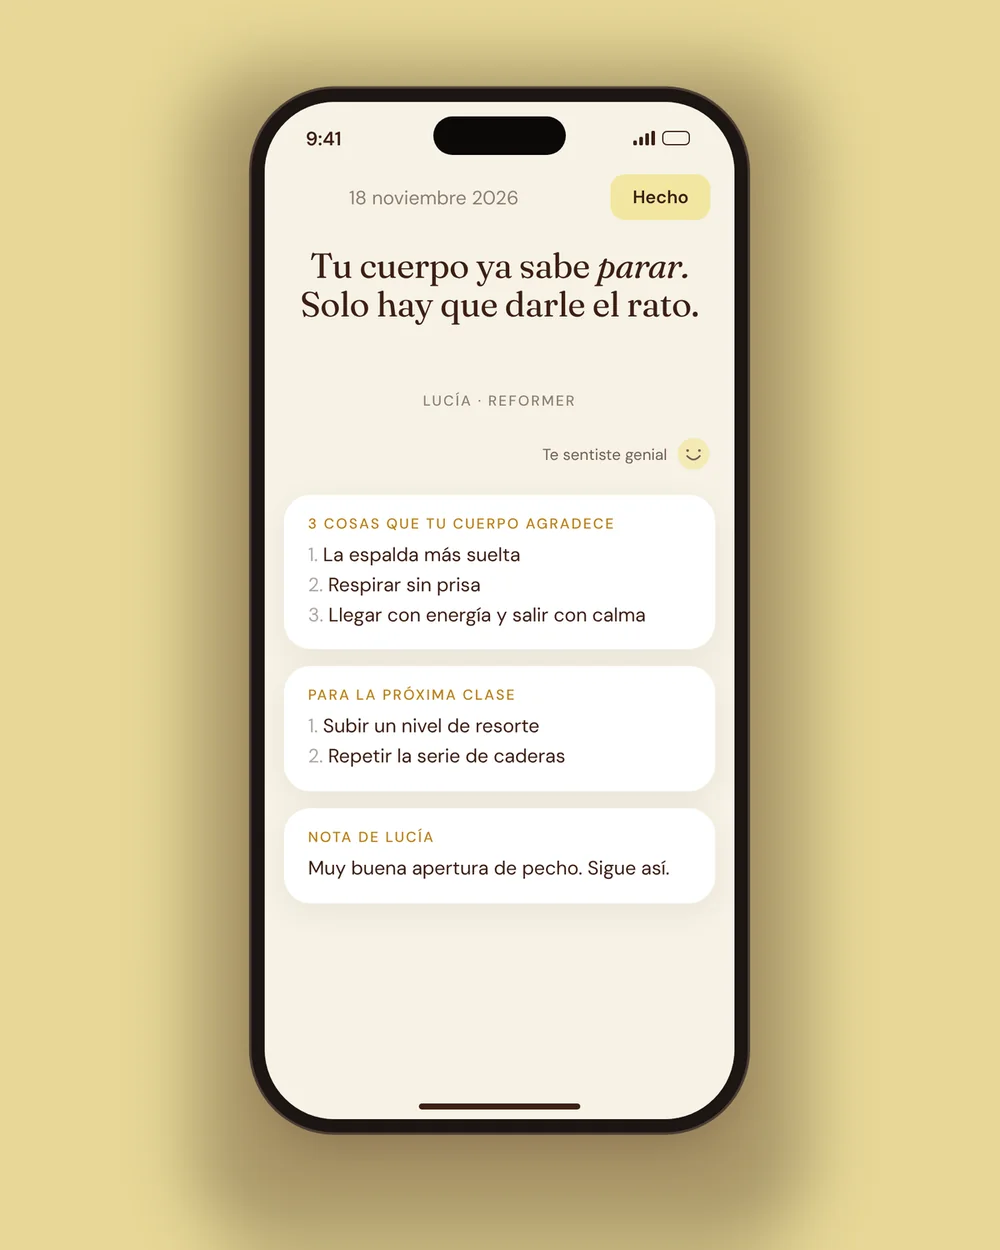 9:41
18 noviembre 2026
Hecho
Tu cuerpo ya sabe parar.
Solo hay que darle el rato.
LUCÍA · REFORMER
Te sentiste genial
3 COSAS QUE TU CUERPO AGRADECE
1. La espalda más suelta
2. Respirar sin prisa
3. Llegar con energía y salir con calma
PARA LA PRÓXIMA CLASE
1. Subir un nivel de resorte
2. Repetir la serie de caderas
NOTA DE LUCÍA
Muy buena apertura de pecho. Sigue así.